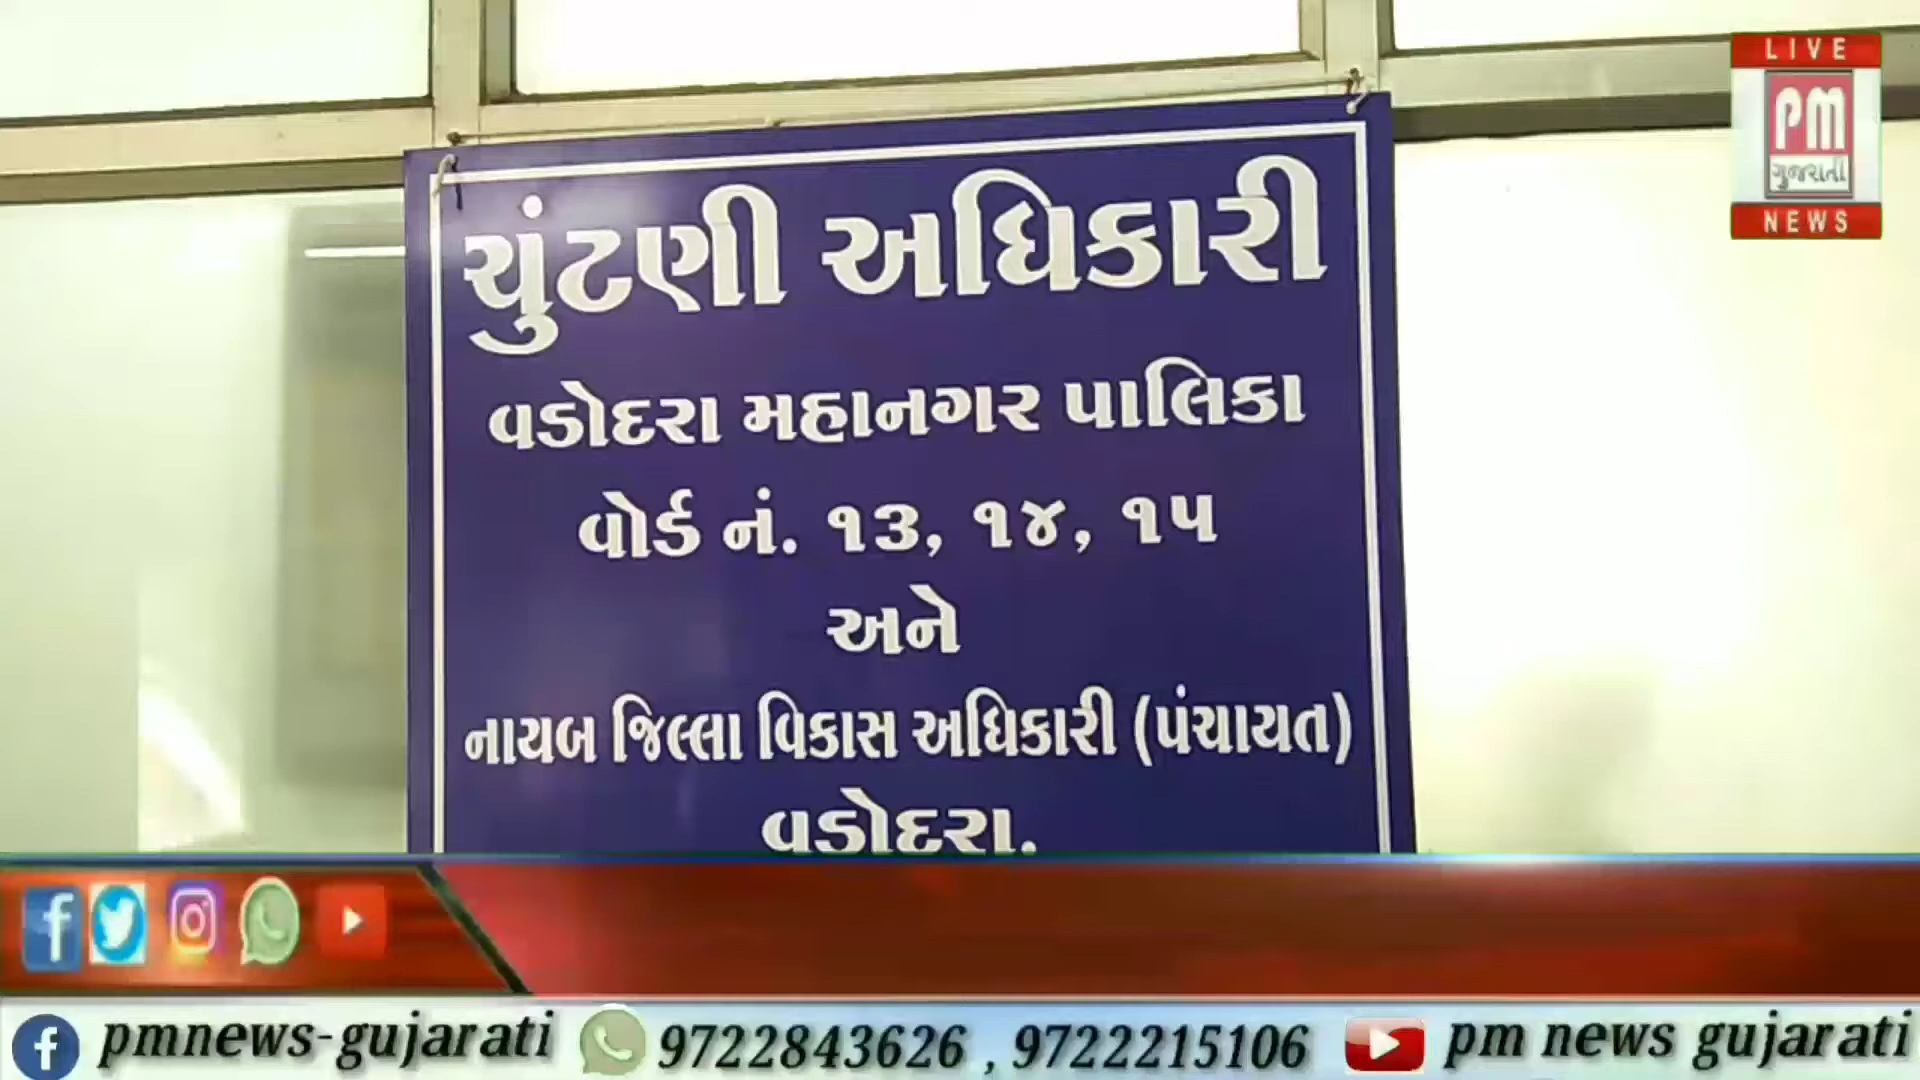 LIVE
PM
ગુજરાતી
NEWS
ચુંટણી અધિકારી
વડોદરા મહાનગર પાલિકા
વોર્ડ નં. ૧૩, ૧૪, ૧૫
અને
નાયબ જિલ્લા વિકાસ અધિકારી (પંચાયત)
વડોદરા.
pmnews-gujarati 9722843626 , 9722215106 pm news gujarati